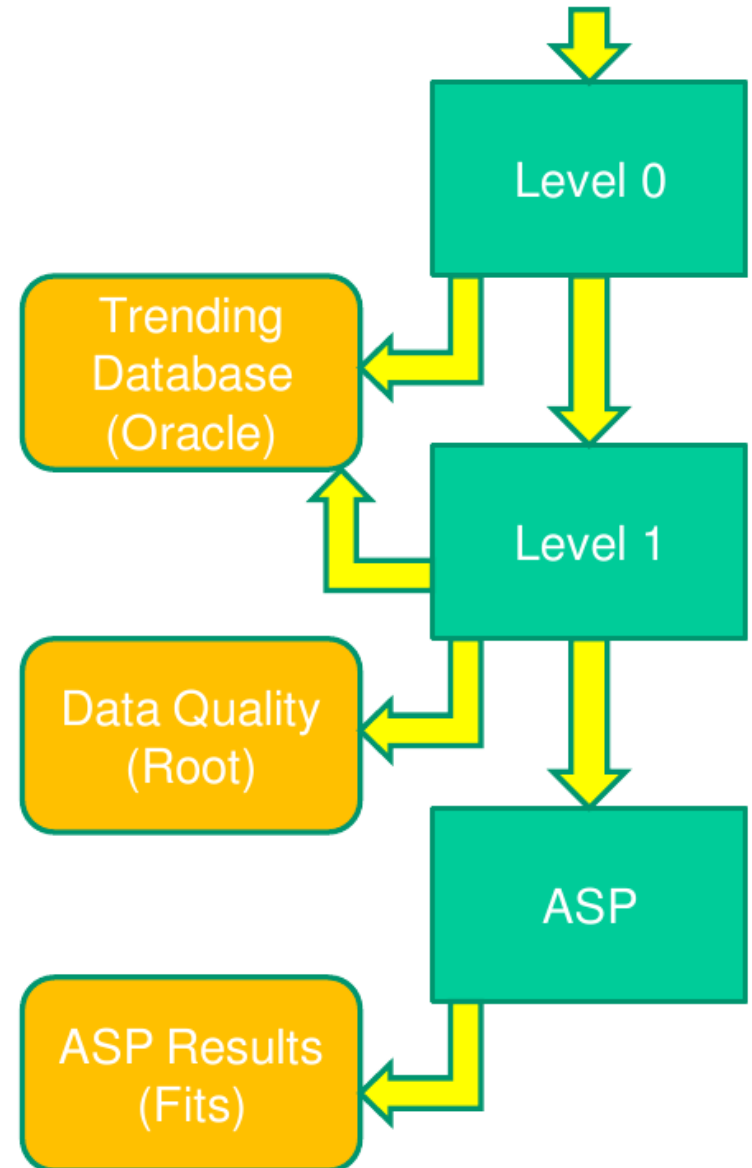 Level 0
Trending
Database
(Oracle)
Level 1
Data Quality
(Root)
ASP
ASP Results
(Fits)